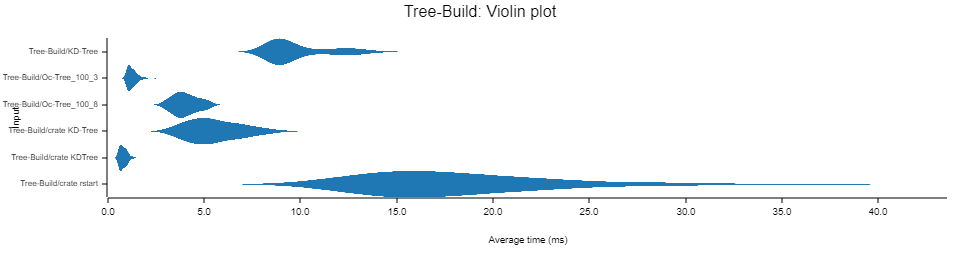 Tree-Build: Violin plot
Tree-Build/KD-Tree
Tree-Build/Oc-Tree_100_3
Tree-Build/Oc-Tree_100_8
Input
Tree-Build/crate KD-Tree
Tree-Build/crate KDTree
Tree-Build/crate rstart
0.0 5.0 10.0 15.0 20.0 25.0 30.0 35.0 40.0
Average time (ms)